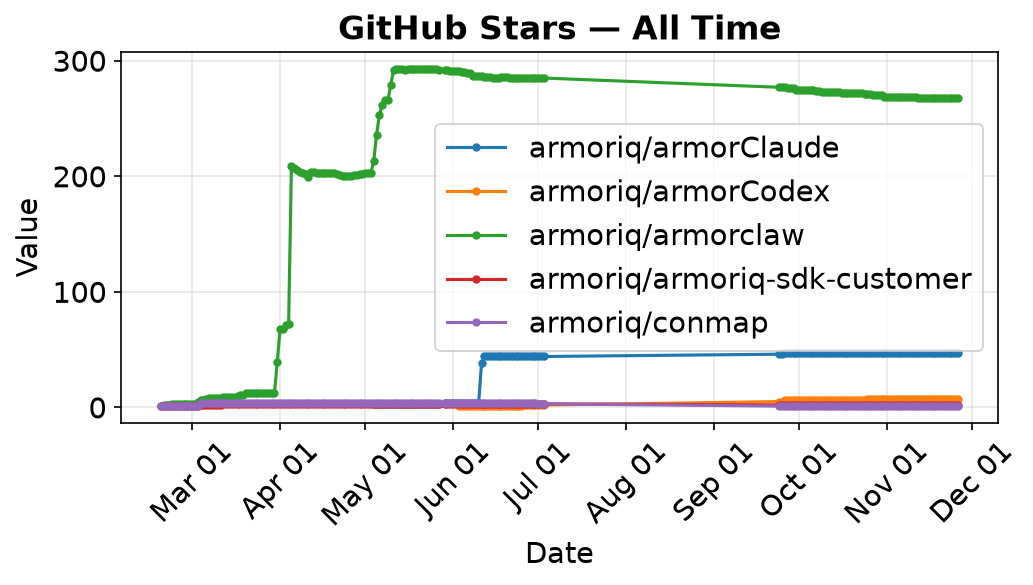 GitHub Stars — All Time
300
200
100
0
Value
armoriq/armorClaude
armoriq/armorCodex
armoriq/armorclaw
armoriq/armoriq-sdk-customer
armoriq/conmap
Mar 01
Apr 01
May 01
Jun 01
Jul 01
Aug 01
Sep 01
Oct 01
Nov 01
Dec 01
Date